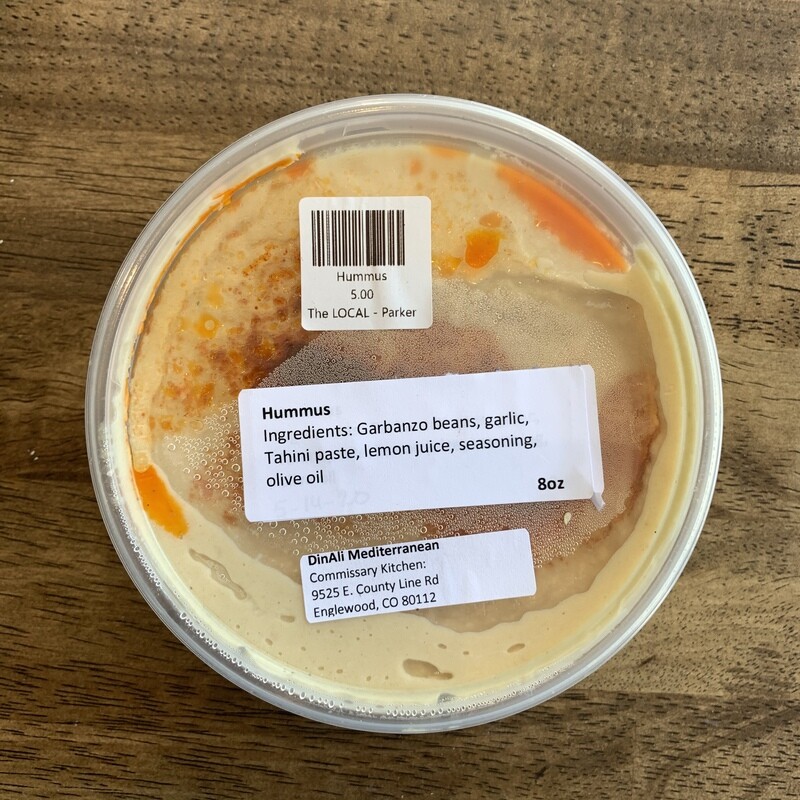 Hummus
5.00
The LOCAL - Parker
Hummus
Ingredients: Garbanzo beans, garlic,
Tahini paste, lemon juice, seasoning,
olive oil
8oz
DinAli Mediterranean
Commissary Kitchen:
9525 E. County Line Rd
Englewood, CO 80112